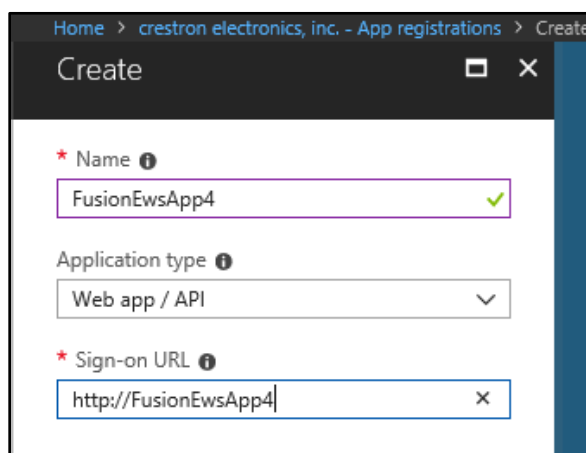 Home > crestron electronics, inc. - App registrations > Create
Create
* Name
FusionEwsApp4
Application type
Web app / API
* Sign-on URL
http://FusionEwsApp4